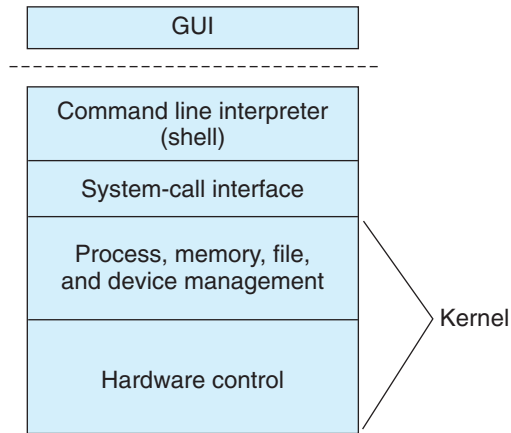 GUI
Command line interpreter
(shell)
System-call interface
Process, memory, file,
and device management
Kernel
Hardware control